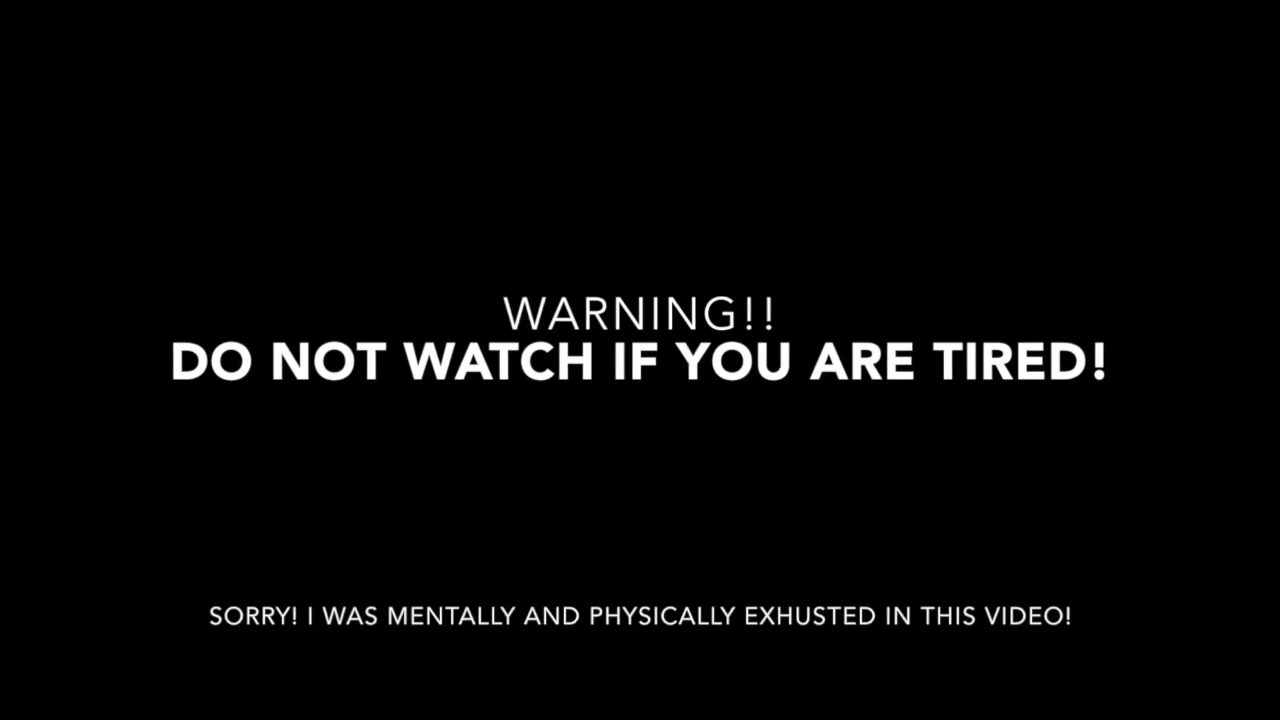 WARNING!!
DO NOT WATCH IF YOU ARE TIRED!
SORRY! I WAS MENTALLY AND PHYSICALLY EXHUSTED IN THIS VIDEO!